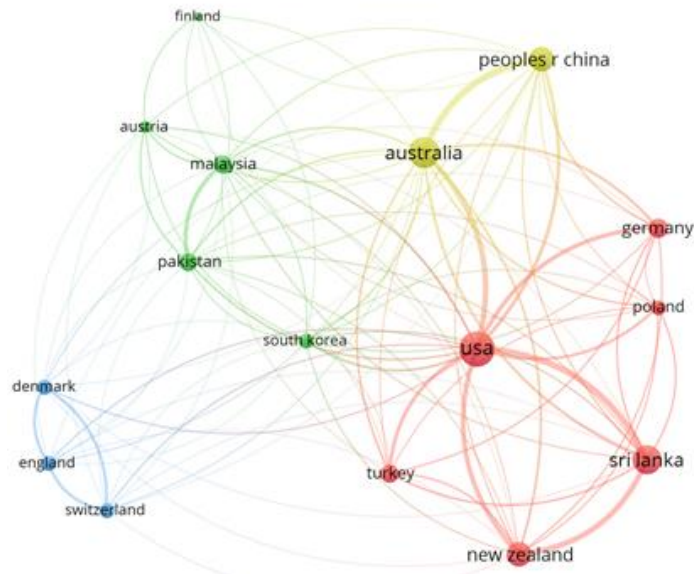 finland
peoples r china
austria
australia
malaysia
germany
pakistan
poland
south korea
usa
denmark
england
sri lanka
turkey
switzerland
new zealand